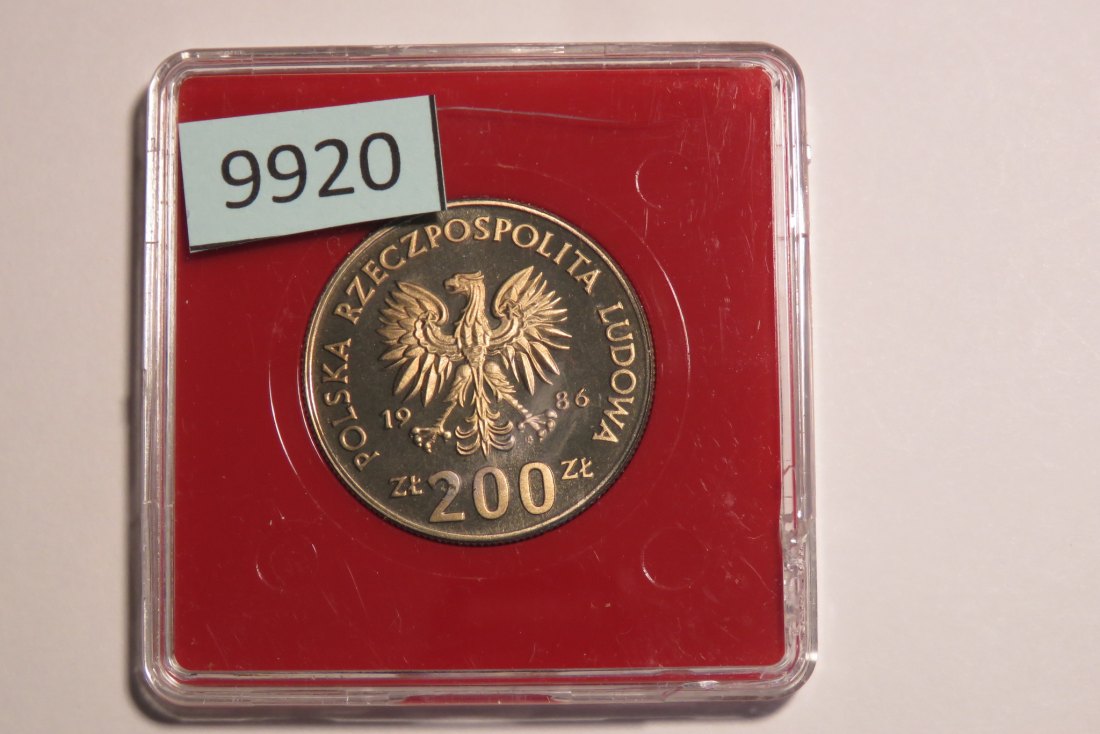 9920
POLSKA RZECZPOSPOLITA LUDOWA
19 86
ZŁ 200 ZŁ